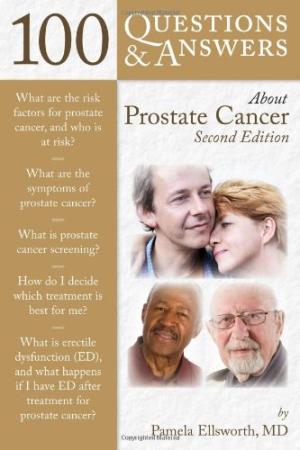 100 QUESTIONS
& ANSWERS
About
Prostate Cancer
Second Edition
What are the risk
factors for prostate
cancer, and who is
at risk?
What are the
symptoms of
prostate cancer?
What is prostate
cancer screening?
How do I decide
which treatment is
best for me?
What is erectile
dysfunction (ED),
and what happens
if I have ED after
treatment for
prostate cancer?
by
Pamela Ellsworth, MD
Copyrighted Material